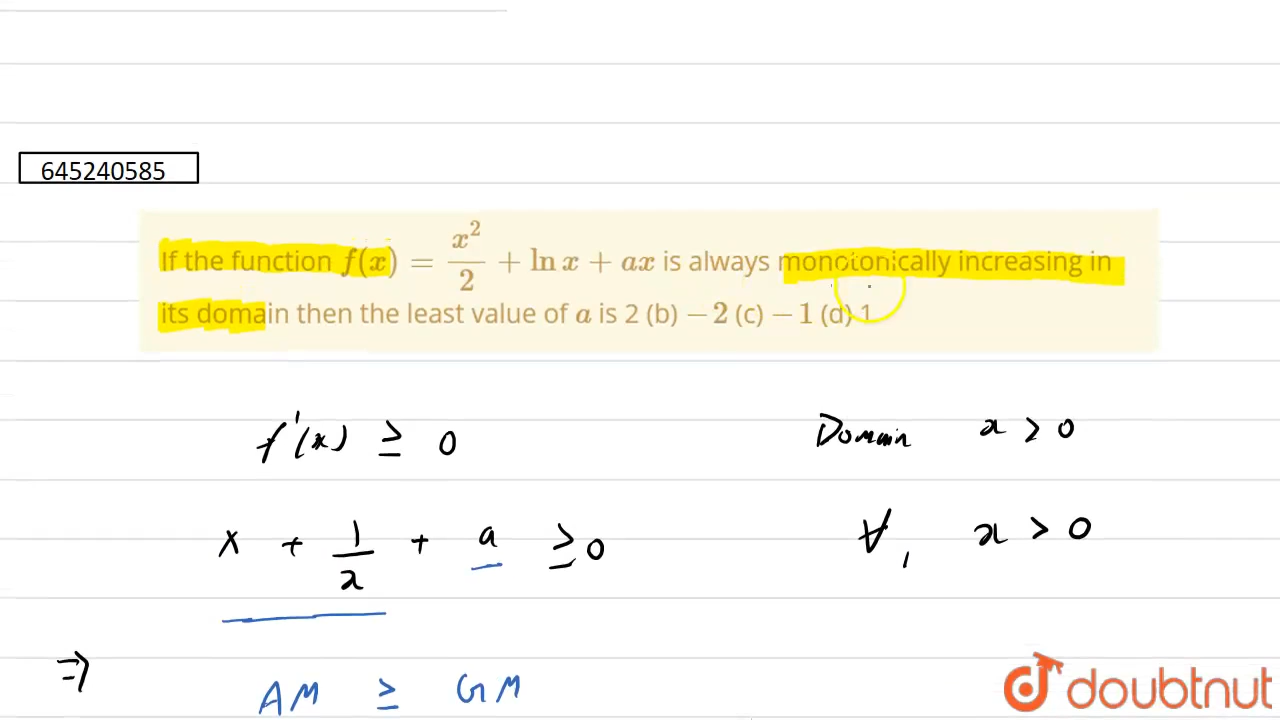 645240585
If the function f(x) = x²/2 + ln x + ax is always monotonically increasing in
its domain then the least value of a is 2 (b) −2 (c) −1 (d) 1
f'(x) ≥ 0 Domain x > 0
x + 1/x + a ≥ 0 ∀, x > 0
⇒ AM ≥ GM
doubtnut